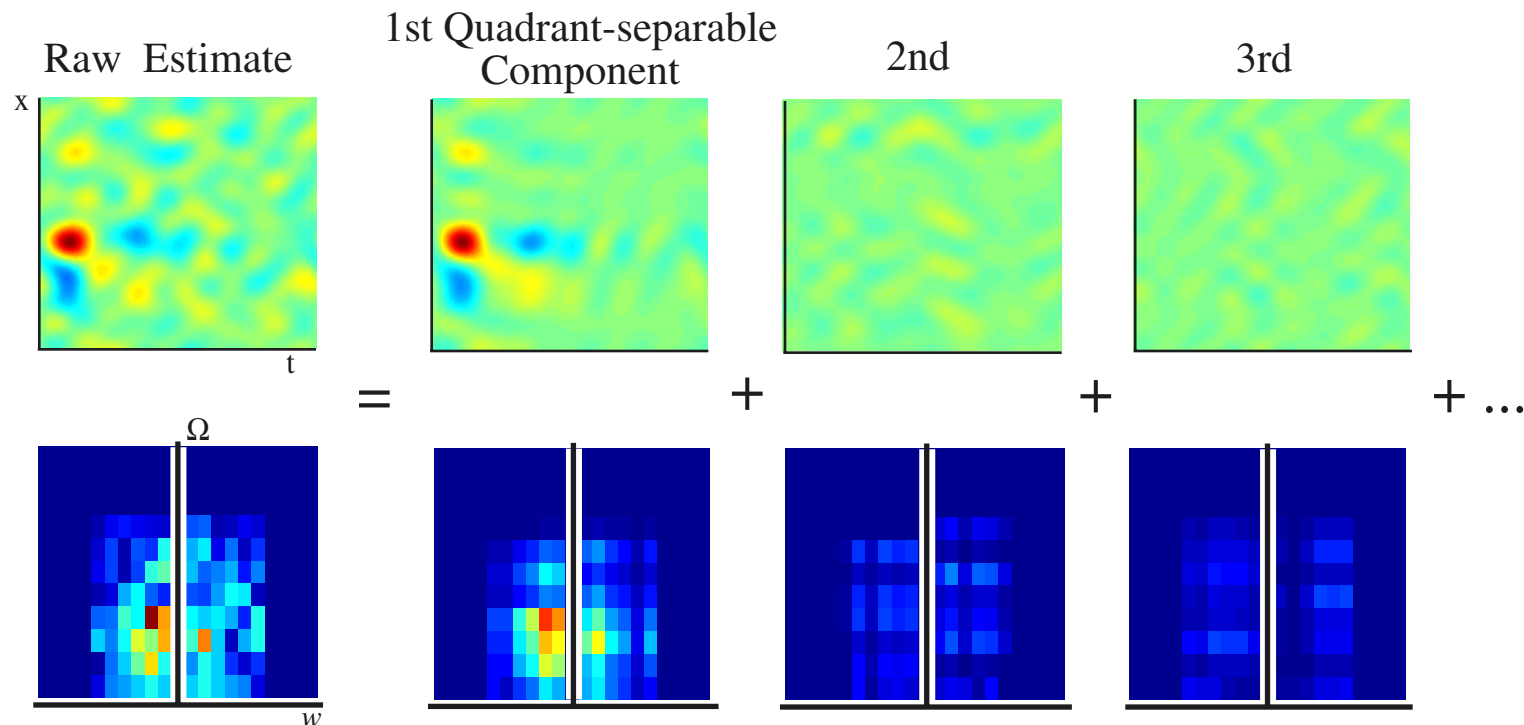 Raw Estimate
1st Quadrant-separable
Component
2nd
3rd
x
t
=
+
+
+ ...
Ω
w